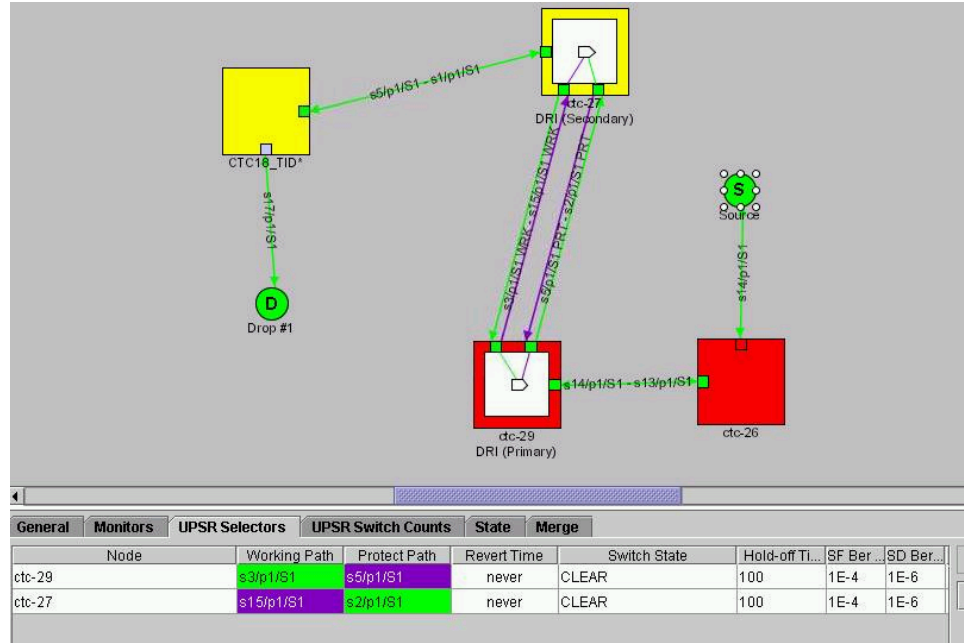 s5/p1/S1 - s1/p1/S1
ctc-27
DRI (Secondary)
CTC18_TID*
s17/p1/S1
D
Drop #1
s3/p1/S1 WRK - s15/p1/S1 WRK
s5/p1/S1 PRT - s2/p1/S1 PRT
S
Source
s14/p1/S1
s14/p1/S1 - s13/p1/S1
ctc-29
DRI (Primary)
ctc-26
General Monitors UPSR Selectors UPSR Switch Counts State Merge
Node Working Path Protect Path Revert Time Switch State Hold-off Ti... SF Ber ... SD Ber...
ctc-29 s3/p1/S1 s5/p1/S1 never CLEAR 100 1E-4 1E-6
ctc-27 s15/p1/S1 s2/p1/S1 never CLEAR 100 1E-4 1E-6